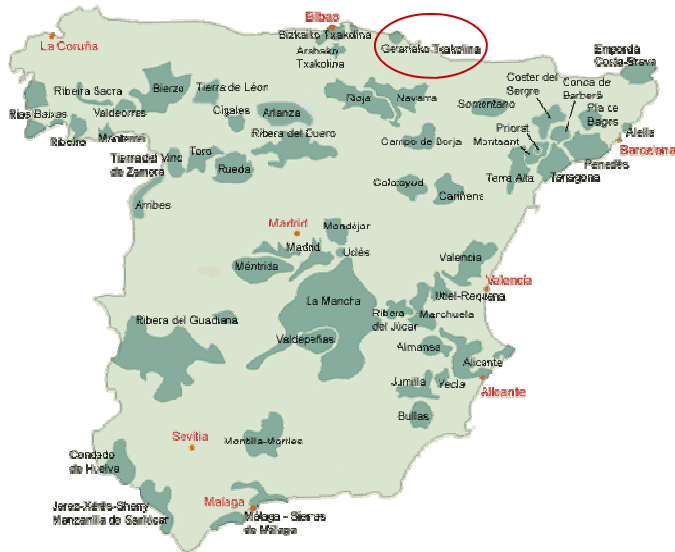 Bilbao
La Coruña
Bizkaiko Txakolina
Getariako Txakolina
Arabako
Txakolina
Empordà
Costa-Brava
Ribeira Sacra
Bierzo
Tierra de León
Rioja
Navarra
Somontano
Coster del
Sergre
Conca de
Barberà
Pla de
Bages
Rias Baixas
Valdeorras
Cigales
Arlanza
Ribera del Duero
Campo de Borja
Priorat
Montsant
Alella
Barcelona
Ribeiro
Monterrei
Tierra del Vino
de Zamora
Toro
Rueda
Calatayud
Cariñena
Terra Alta
Tarragona
Penedès
Arribes
Madrid
Mondéjar
Madrid
Uclés
Méntrida
Valencia
Valencia
La Mancha
Utiel-Requena
Ribera
del Júcar
Manchuela
Ribera del Guadiana
Valdepeñas
Almansa
Alicante
Jumilla
Yecla
Alicante
Bullas
Sevilla
Montilla-Moriles
Condado
de Huelva
Malaga
Jerez-Xérès-Sherry
Manzanilla de Sanlúcar
Málaga - Sierras
de Málaga